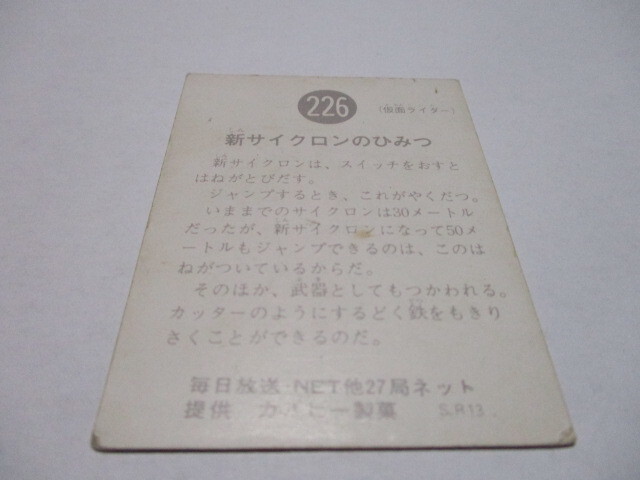 226
(仮面ライダー)
新サイクロンのひみつ
新サイクロンは、スイッチをおすと
はねがとびだす。
ジャンプするとき、これがやくだつ。
いままでのサイクロンは30メートル
だったが、新サイクロンになって50メ
ートルもジャンプできるのは、このは
ねがついているからだ。
そのほか、武器としてもつかわれる。
カッターのようにするどく鉄をもきり
さくことができるのだ。
毎日放送 NET他27局ネット
提供 カルビー製菓 S.R13